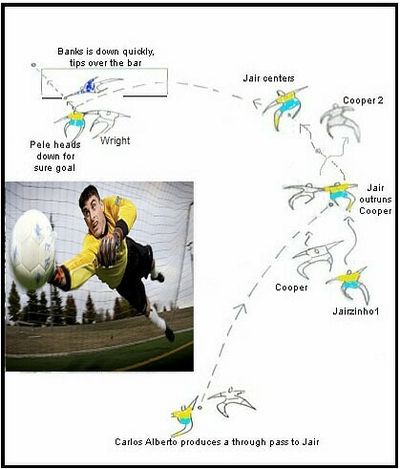 Banks is down quickly,
tips over the bar
Jair centers
Cooper 2
Pele heads
down for
sure goal
Wright
Jair
outruns
Cooper
Cooper
Jairzinho1
Carlos Alberto produces a through pass to Jair